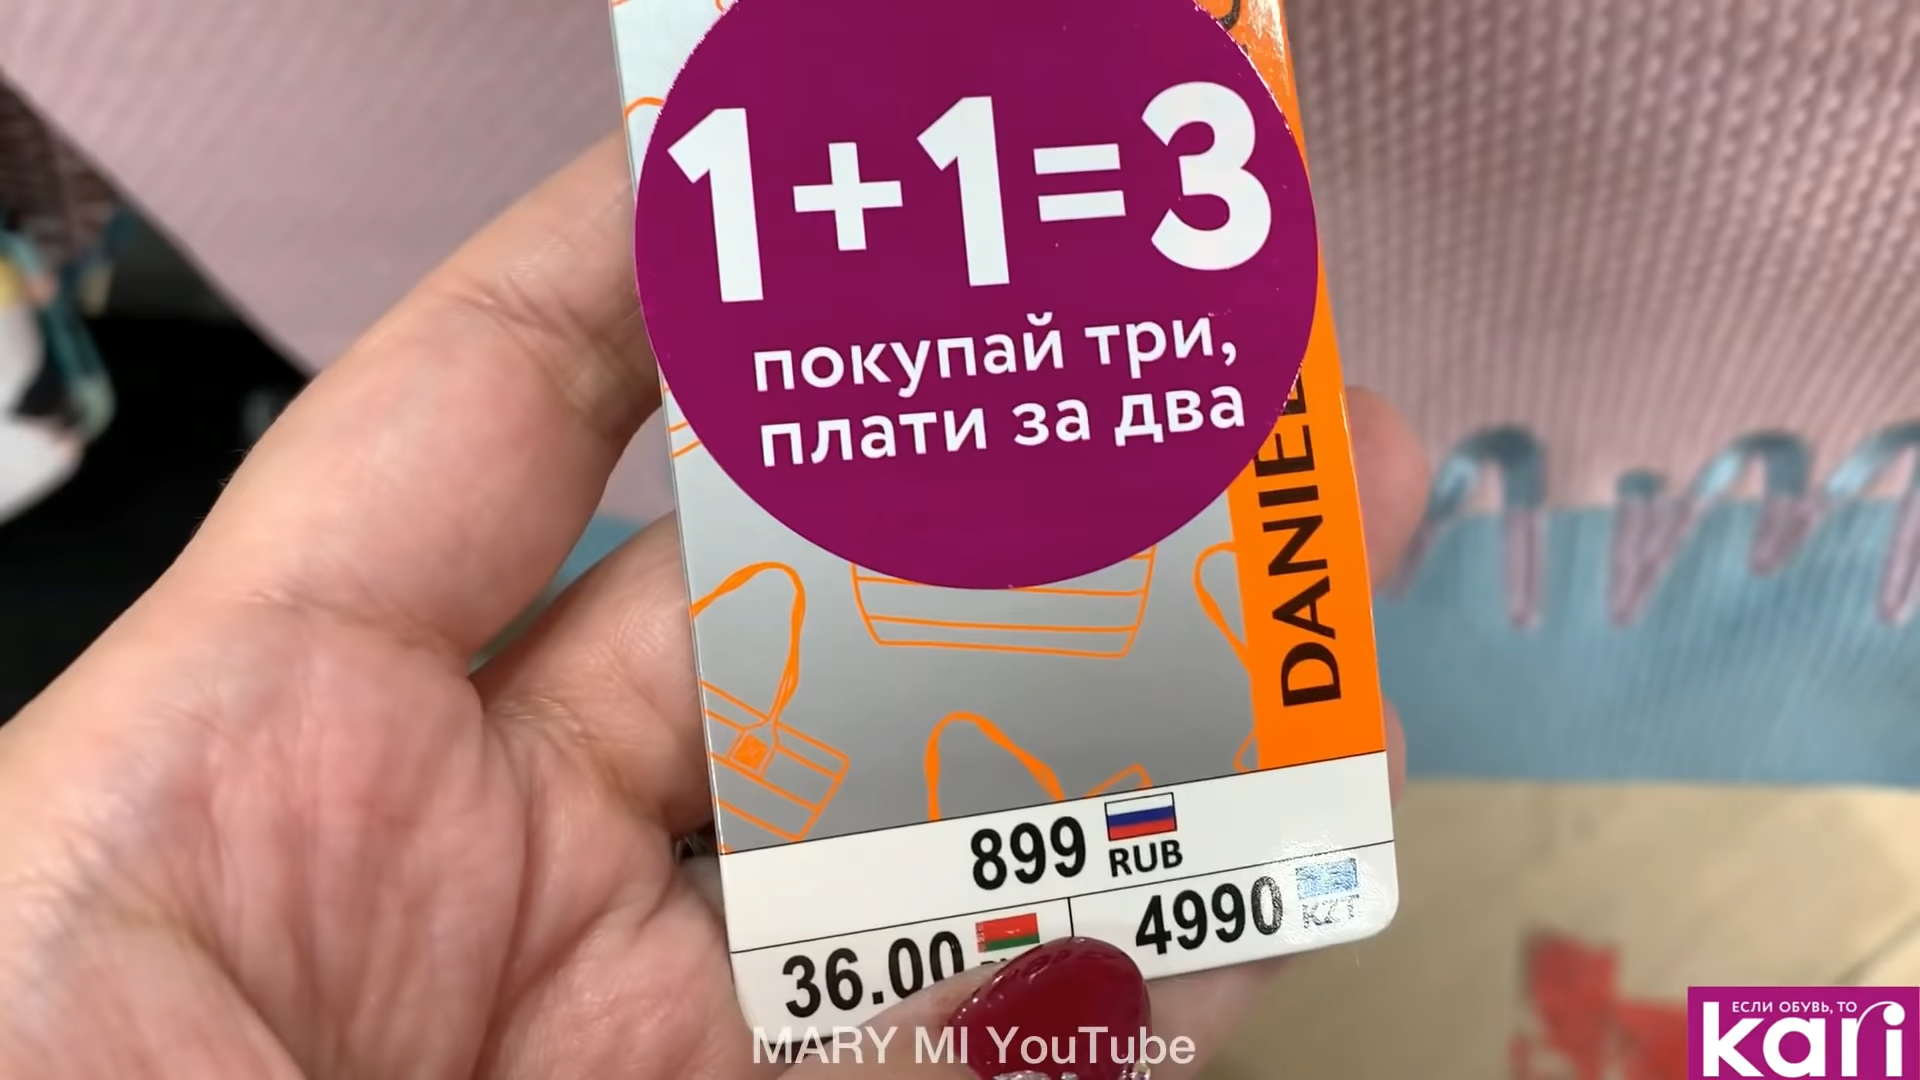 1+1=3
покупай три,
плати за два
899 RUB
36.00
4990 KZT
MARY MI YouTube
ЕСЛИ ОБУВЬ, ТО
kari